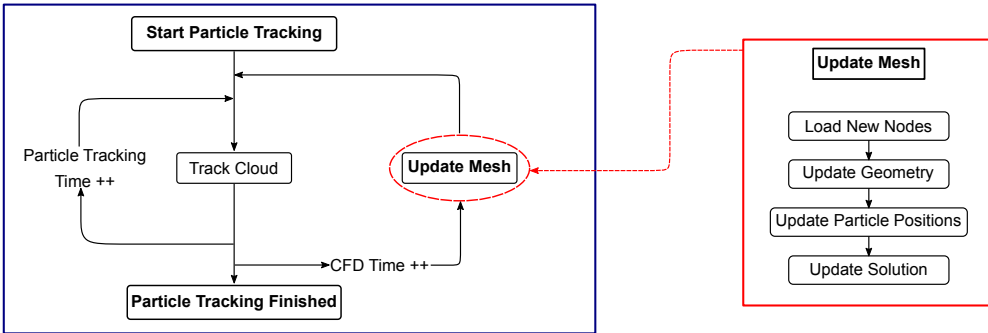 Start Particle Tracking
Particle Tracking
Time ++
Track Cloud
Update Mesh
CFD Time ++
Particle Tracking Finished
Update Mesh
Load New Nodes
Update Geometry
Update Particle Positions
Update Solution